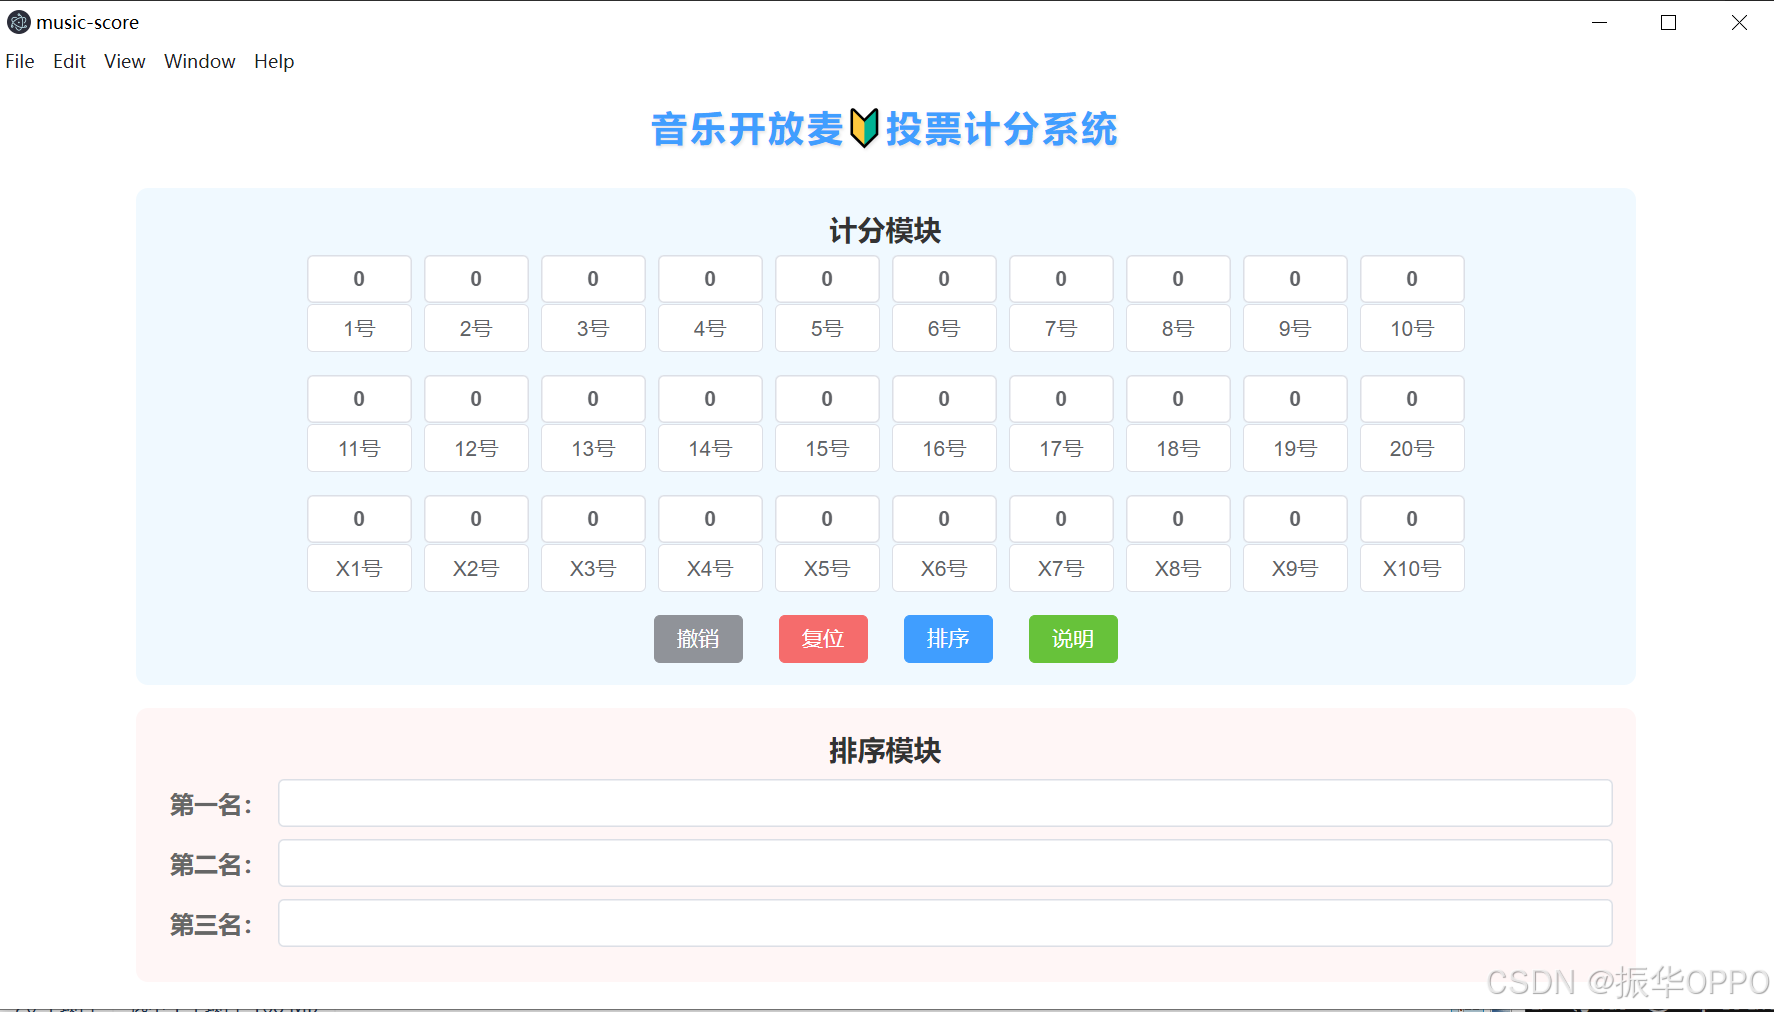 music-score
File Edit View Window Help
音乐开放麦🔰投票计分系统
计分模块
0 0 0 0 0 0 0 0 0 0
1号 2号 3号 4号 5号 6号 7号 8号 9号 10号
0 0 0 0 0 0 0 0 0 0
11号 12号 13号 14号 15号 16号 17号 18号 19号 20号
0 0 0 0 0 0 0 0 0 0
X1号 X2号 X3号 X4号 X5号 X6号 X7号 X8号 X9号 X10号
撤销 复位 排序 说明
排序模块
第一名：
第二名：
第三名：
CSDN @振华OPPO